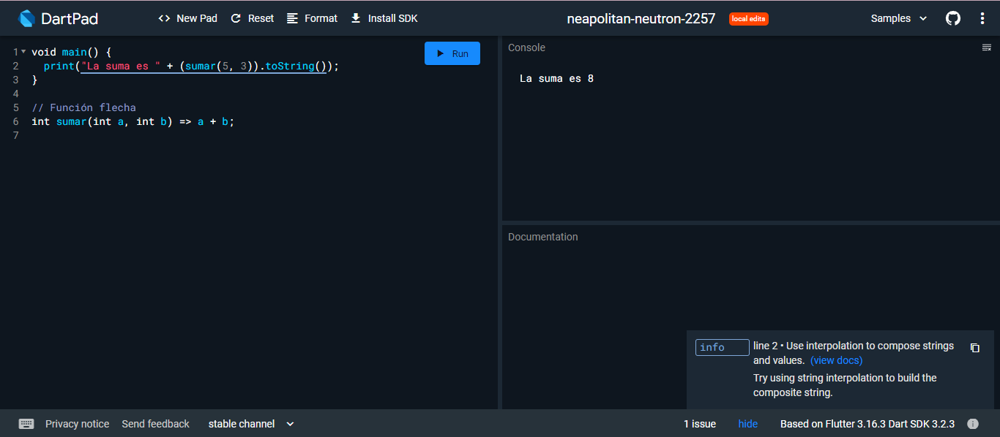 DartPad
<> New Pad
Reset
Format
Install SDK
neapolitan-neutron-2257
local edits
Samples
1 void main() {
2   print("La suma es " + (sumar(5, 3)).toString());
3 }
4
5 // Función flecha
6 int sumar(int a, int b) => a + b;
7
Run
Console
La suma es 8
Documentation
info
line 2 • Use interpolation to compose strings
and values. (view docs)
Try using string interpolation to build the
composite string.
Privacy notice
Send feedback
stable channel
1 issue
hide
Based on Flutter 3.16.3 Dart SDK 3.2.3